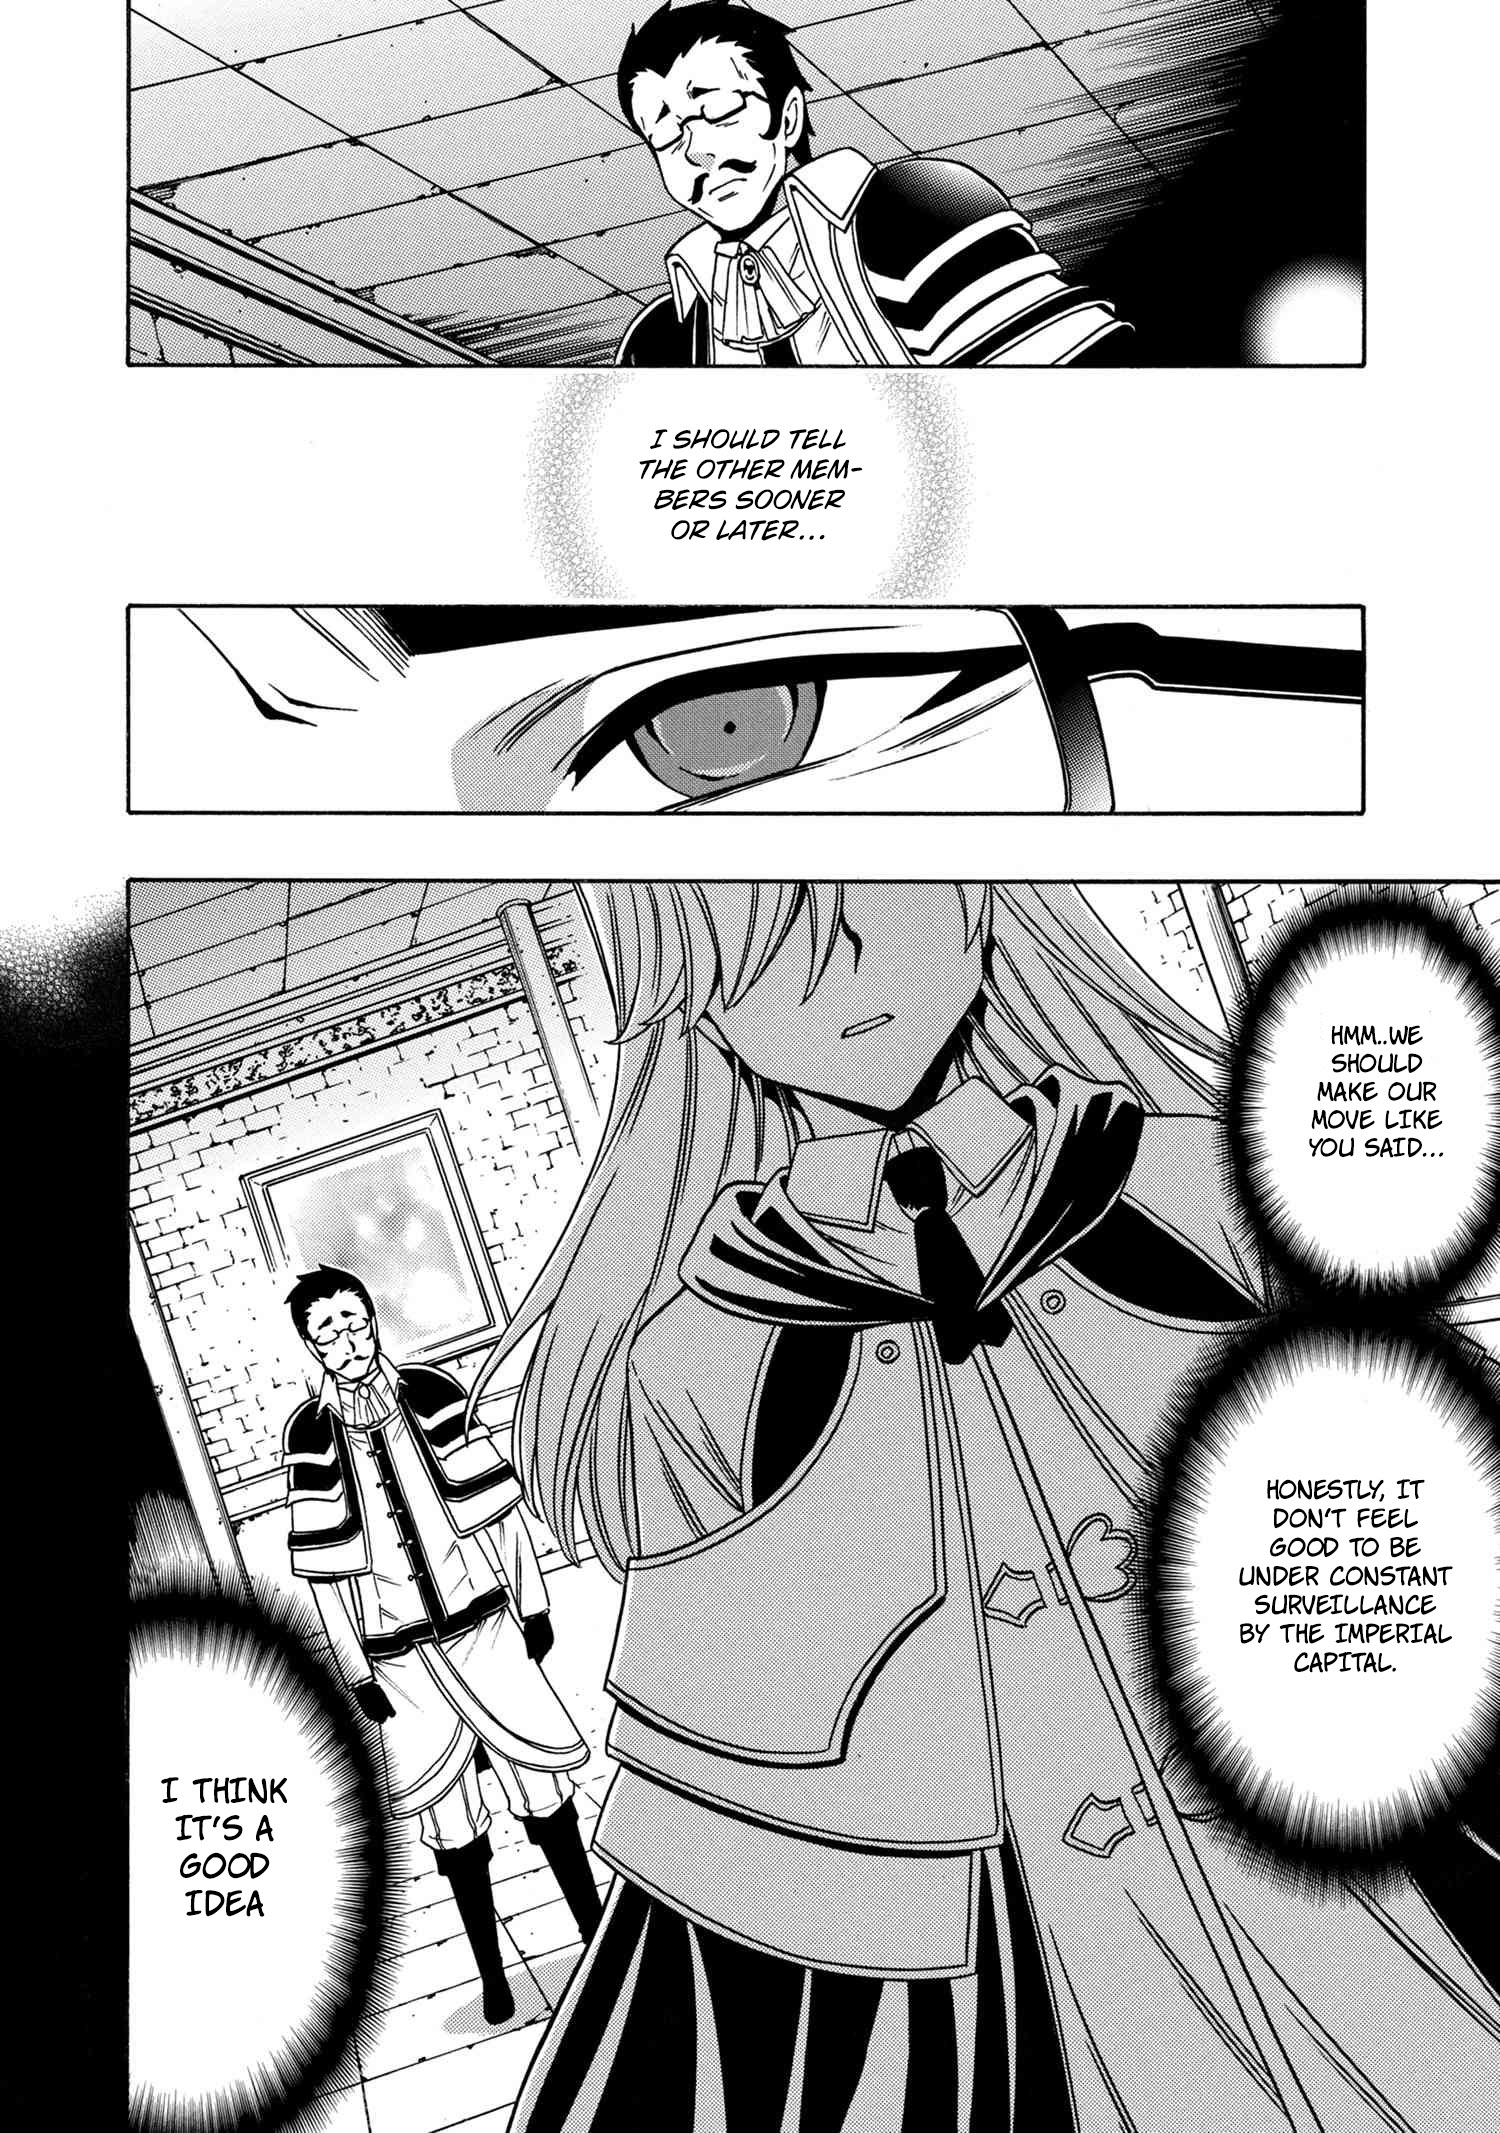 I SHOULD TELL
THE OTHER MEM-
BERS SOONER
OR LATER...
HMM..WE
SHOULD
MAKE OUR
MOVE LIKE
YOU SAID...
HONESTLY, IT
DON'T FEEL
GOOD TO BE
UNDER CONSTANT
SURVEILLANCE
BY THE IMPERIAL
CAPITAL.
I THINK
IT'S A
GOOD
IDEA